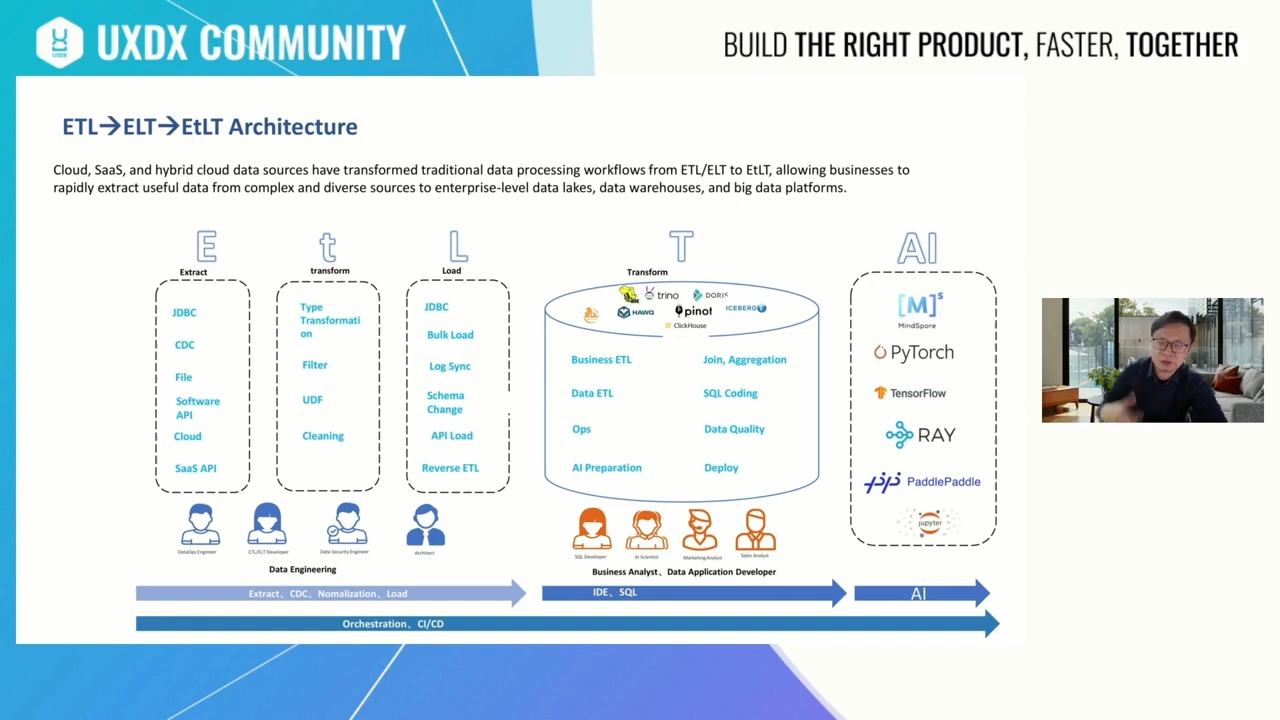 UXDX COMMUNITY
BUILD THE RIGHT PRODUCT, FASTER, TOGETHER
ETL→ELT→EtLT Architecture
Cloud, SaaS, and hybrid cloud data sources have transformed traditional data processing workflows from ETL/ELT to EtLT, allowing businesses to
rapidly extract useful data from complex and diverse sources to enterprise-level data lakes, data warehouses, and big data platforms.
E
Extract
JDBC
CDC
File
Software
API
Cloud
SaaS API
t
transform
Type
Transformati
on
Filter
UDF
Cleaning
L
Load
JDBC
Bulk Load
Log Sync
Schema
Change
API Load
Reverse ETL
T
Transform
trino
DORIS
HAWQ
pinot
ICEBERG
ClickHouse
Business ETL
Join, Aggregation
Data ETL
SQL Coding
Ops
Data Quality
AI Preparation
Deploy
AI
[M]s
MindSpore
PyTorch
TensorFlow
RAY
PaddlePaddle
jupyter
DataOps Engineer
ETL/ELT Developer
Data Security Engineer
Architect
SQL Developer
AI Scientist
Marketing Analyst
Sales Analyst
Data Engineering
Business Analyst、Data Application Developer
Extract、CDC、Nomalization、Load
IDE、SQL
AI
Orchestration、CI/CD